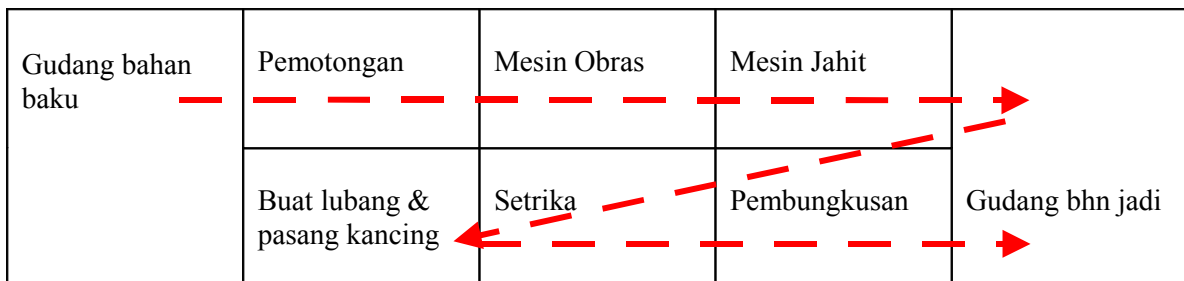 Gudang bahan
baku
Pemotongan
Mesin Obras
Mesin Jahit
Buat lubang &
pasang kancing
Setrika
Pembungkusan
Gudang bhn jadi